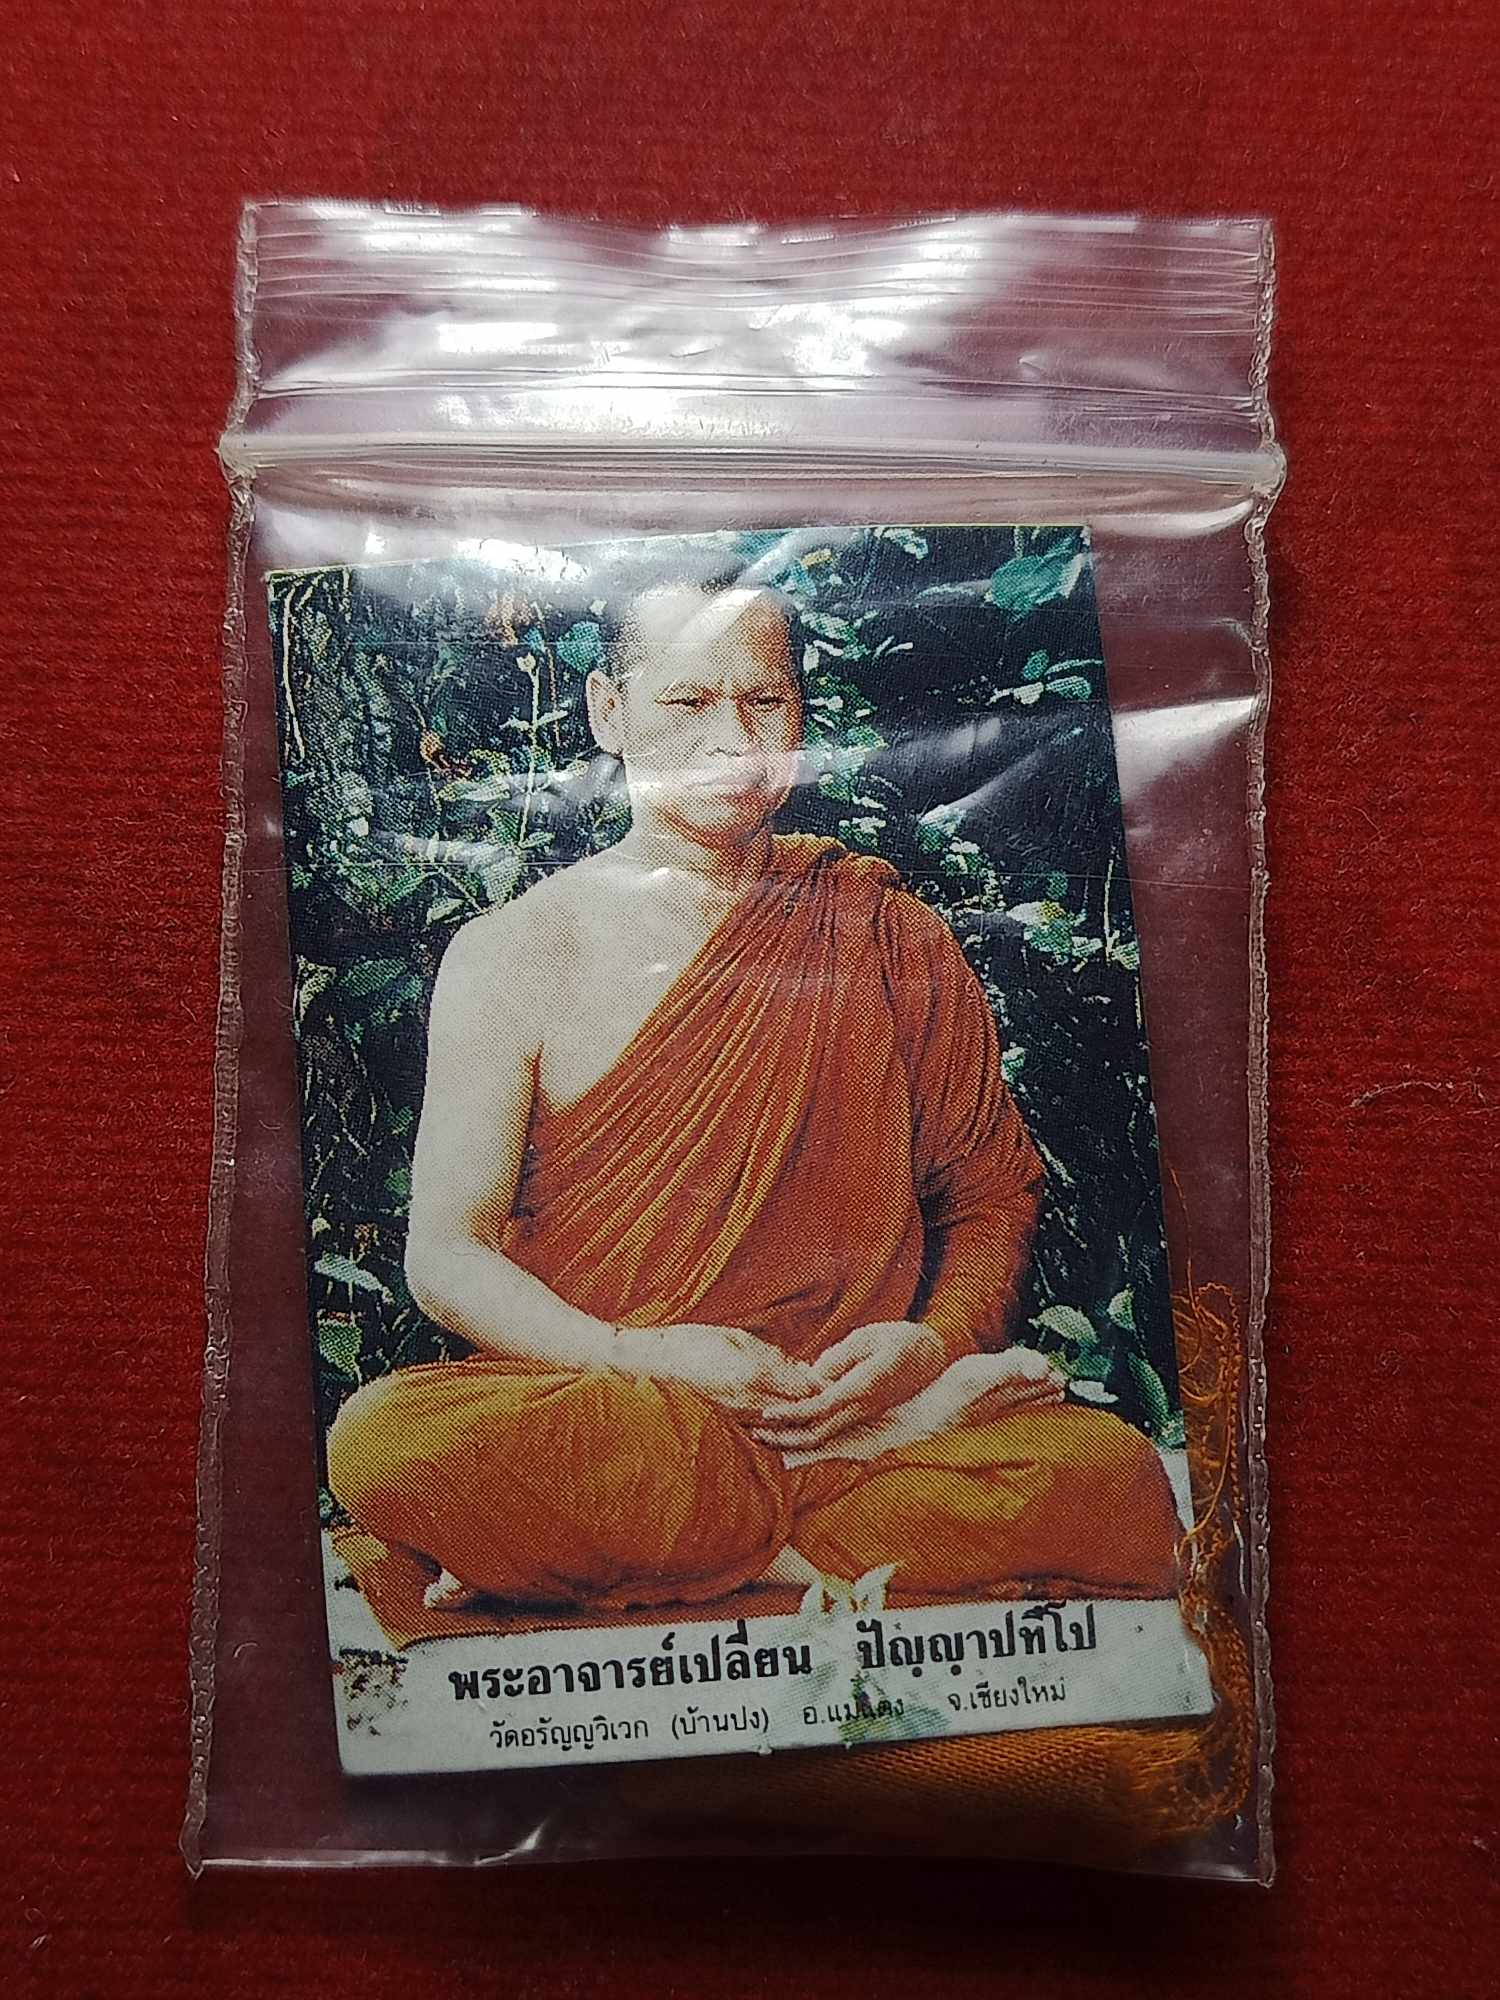 พระอาจารย์เปลี่ยน ปัญญาปทีโป
วัดอรัญญวิเวก (บ้านปง) อ.แม่แตง จ.เชียงใหม่